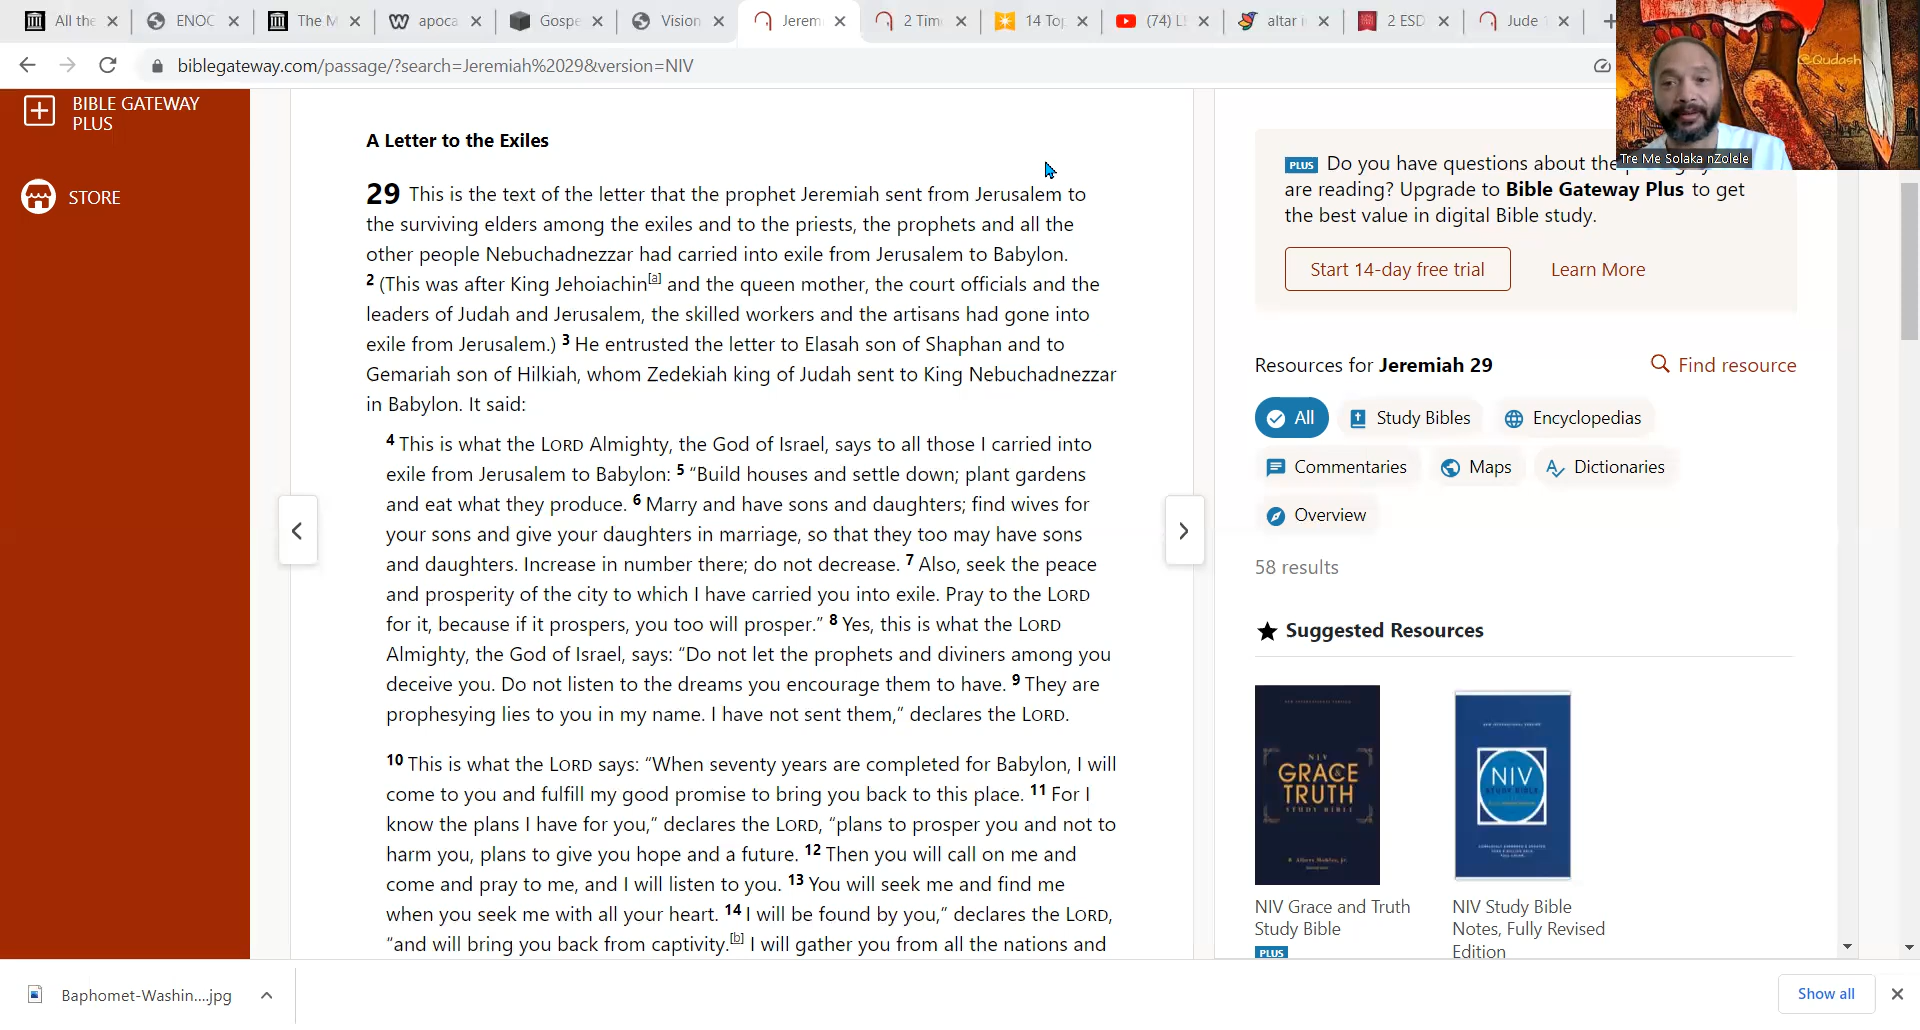 All the
ENOC
The M
apoca
Gospe
Vision
Jerem
2 Tim
14 Top
(74) L
altar i
2 ESD
Jude
biblegateway.com/passage/?search=Jeremiah%2029&version=NIV
@Qudash
Tre Me Solaka nZolele
BIBLE GATEWAY
PLUS
STORE
A Letter to the Exiles
29 This is the text of the letter that the prophet Jeremiah sent from Jerusalem to
the surviving elders among the exiles and to the priests, the prophets and all the
other people Nebuchadnezzar had carried into exile from Jerusalem to Babylon.
2 (This was after King Jehoiachin[a] and the queen mother, the court officials and the
leaders of Judah and Jerusalem, the skilled workers and the artisans had gone into
exile from Jerusalem.) 3 He entrusted the letter to Elasah son of Shaphan and to
Gemariah son of Hilkiah, whom Zedekiah king of Judah sent to King Nebuchadnezzar
in Babylon. It said:
4 This is what the LORD Almighty, the God of Israel, says to all those I carried into
exile from Jerusalem to Babylon: 5 “Build houses and settle down; plant gardens
and eat what they produce. 6 Marry and have sons and daughters; find wives for
your sons and give your daughters in marriage, so that they too may have sons
and daughters. Increase in number there; do not decrease. 7 Also, seek the peace
and prosperity of the city to which I have carried you into exile. Pray to the LORD
for it, because if it prospers, you too will prosper.” 8 Yes, this is what the LORD
Almighty, the God of Israel, says: “Do not let the prophets and diviners among you
deceive you. Do not listen to the dreams you encourage them to have. 9 They are
prophesying lies to you in my name. I have not sent them,” declares the LORD.
10 This is what the LORD says: “When seventy years are completed for Babylon, I will
come to you and fulfill my good promise to bring you back to this place. 11 For I
know the plans I have for you,” declares the LORD, “plans to prosper you and not to
harm you, plans to give you hope and a future. 12 Then you will call on me and
come and pray to me, and I will listen to you. 13 You will seek me and find me
when you seek me with all your heart. 14 I will be found by you,” declares the LORD,
“and will bring you back from captivity.[b] I will gather you from all the nations and
PLUS Do you have questions about the
are reading? Upgrade to Bible Gateway Plus to get
the best value in digital Bible study.
Start 14-day free trial
Learn More
Resources for Jeremiah 29
Find resource
All
Study Bibles
Encyclopedias
Commentaries
Maps
Dictionaries
Overview
58 results
Suggested Resources
NIV
GRACE &
TRUTH
STUDY BIBLE
NIV
STUDY BIBLE
NIV Grace and Truth
Study Bible
PLUS
NIV Study Bible
Notes, Fully Revised
Edition
Baphomet-Washin....jpg
Show all